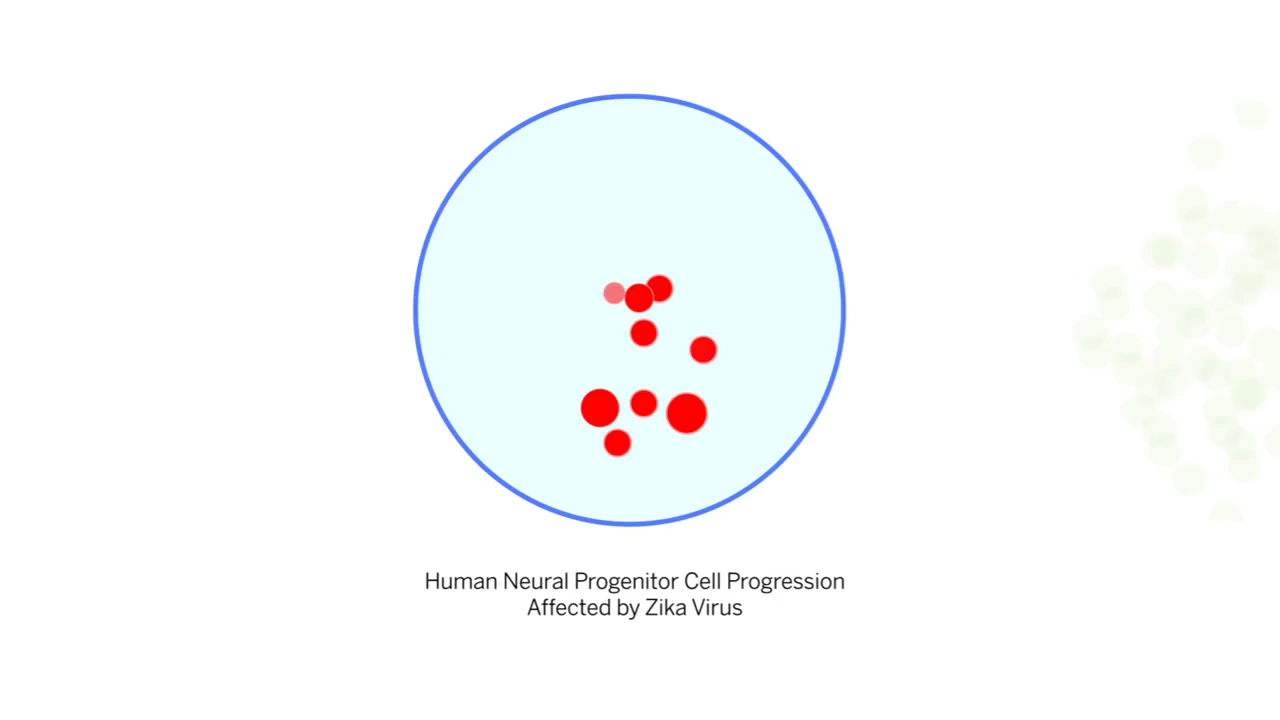 Human Neural Progenitor Cell Progression
Affected by Zika Virus